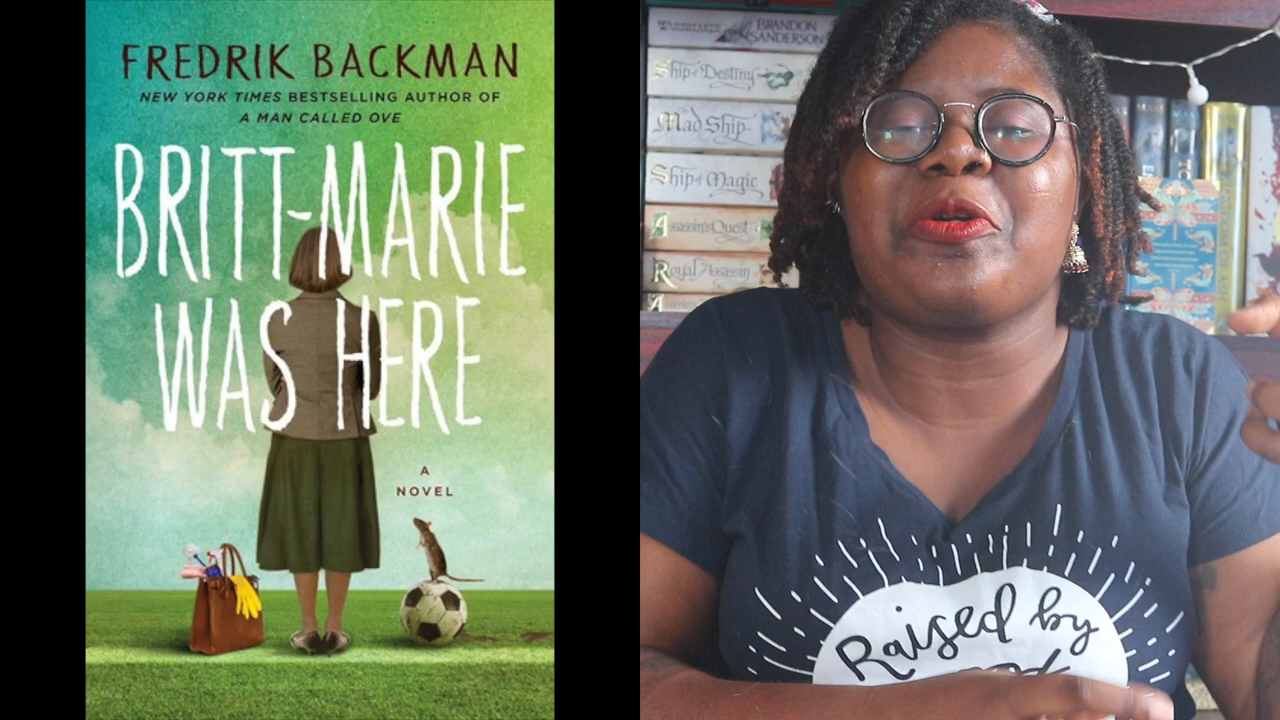 FREDRIK BACKMAN
NEW YORK TIMES BESTSELLING AUTHOR OF
A MAN CALLED OVE
BRITT-MARIE
WAS HERE
A
NOVEL
BRANDON
SANDERSON
Ship of Destiny
Mad Ship
Ship of Magic
Assassin's Quest
Royal Assassin
Raised by